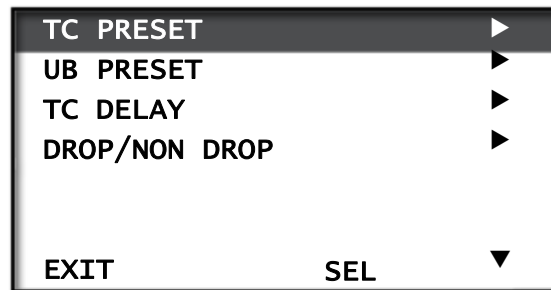 TC PRESET
UB PRESET
TC DELAY
DROP/NON DROP
EXIT SEL